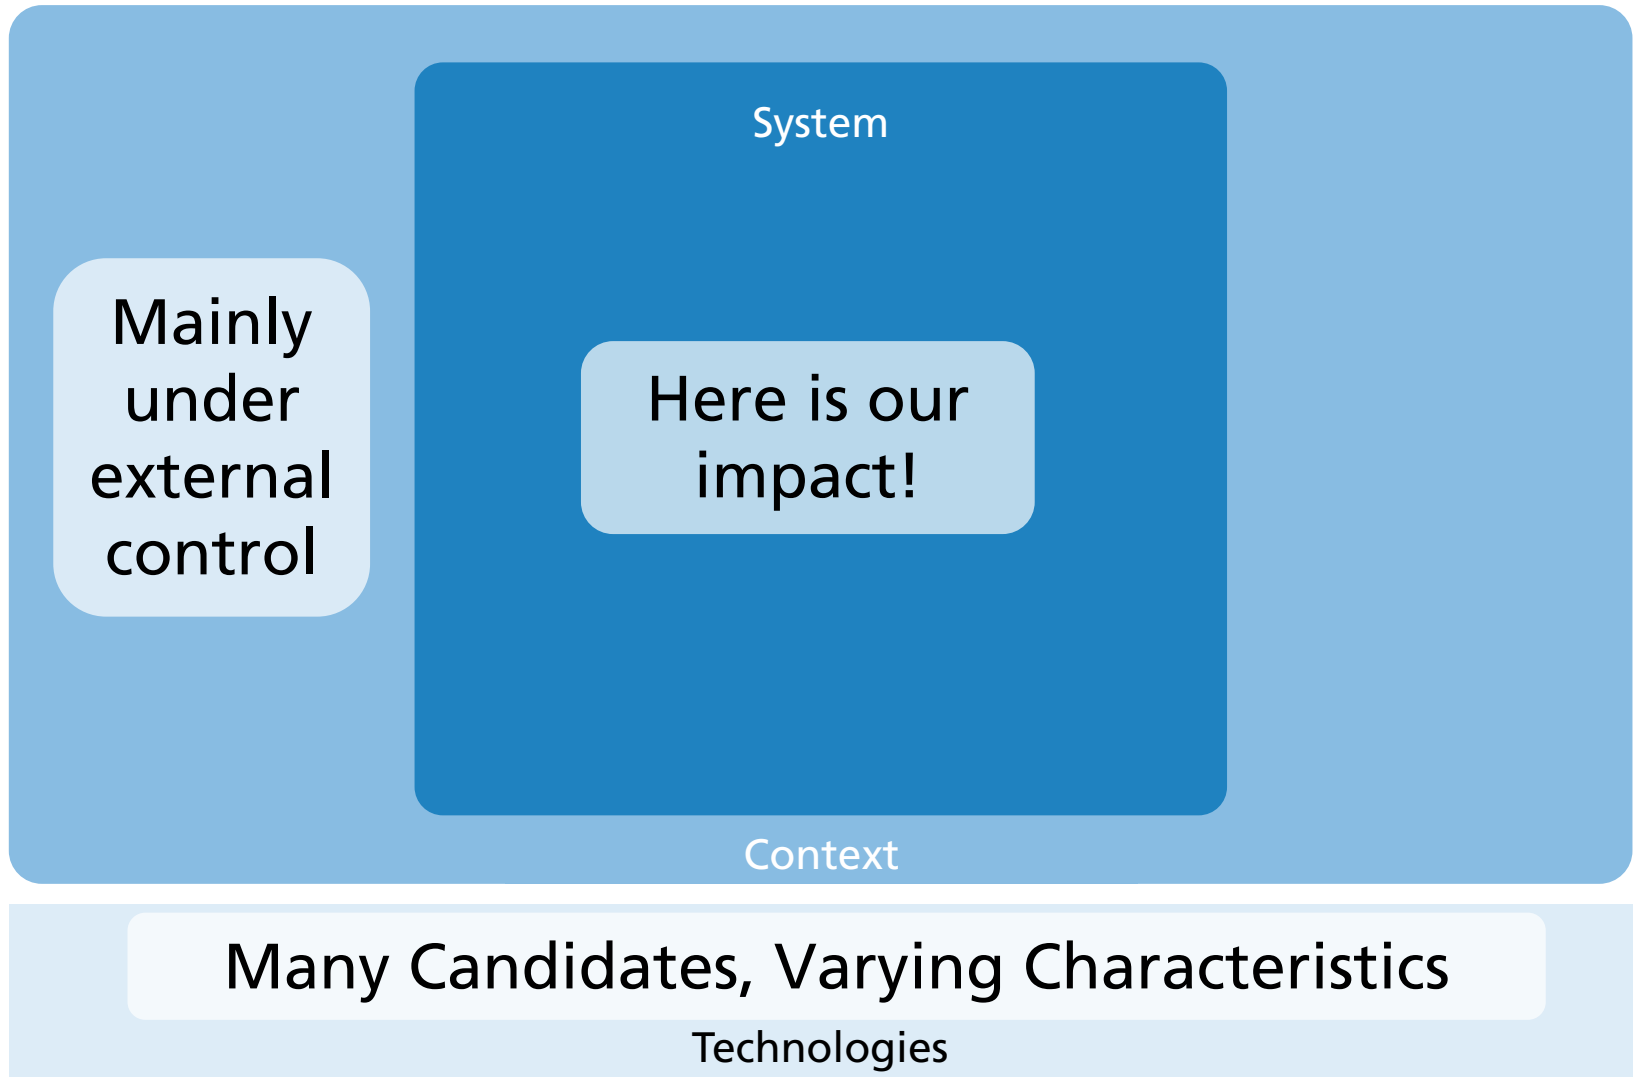 System
Mainly
under
external
control
Here is our
impact!
Context
Many Candidates, Varying Characteristics
Technologies